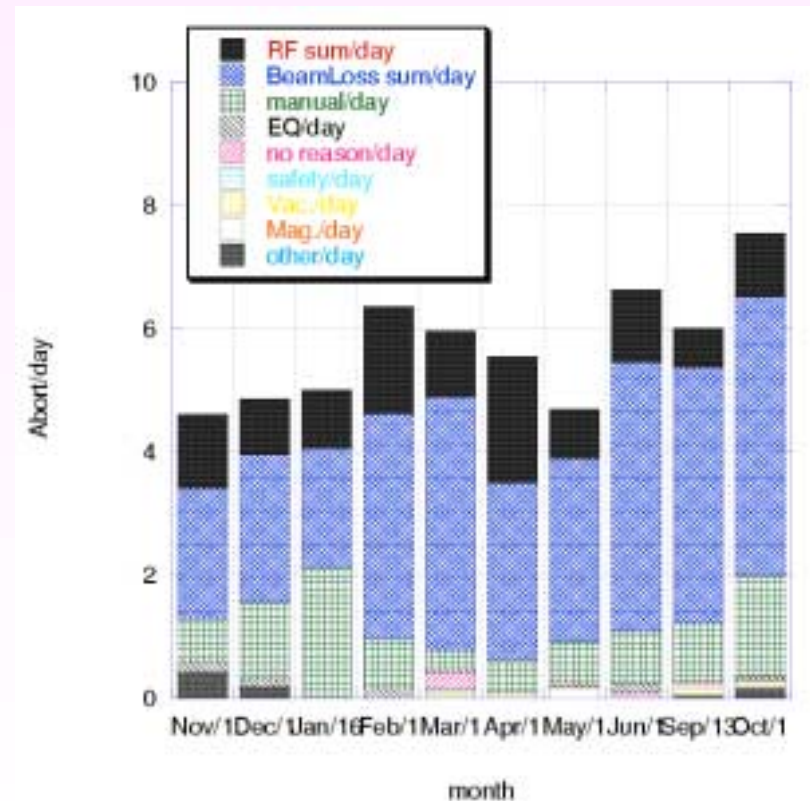 RF sum/day
BeamLoss sum/day
manual/day
EQ/day
no reason/day
safety/day
Vac./day
Mag./day
other/day
10
8
6
4
2
0
Abort/day
Nov/1 Dec/1 Jan/16 Feb/1 Mar/1 Apr/1 May/1 Jun/1 Sep/13 Oct/1
month